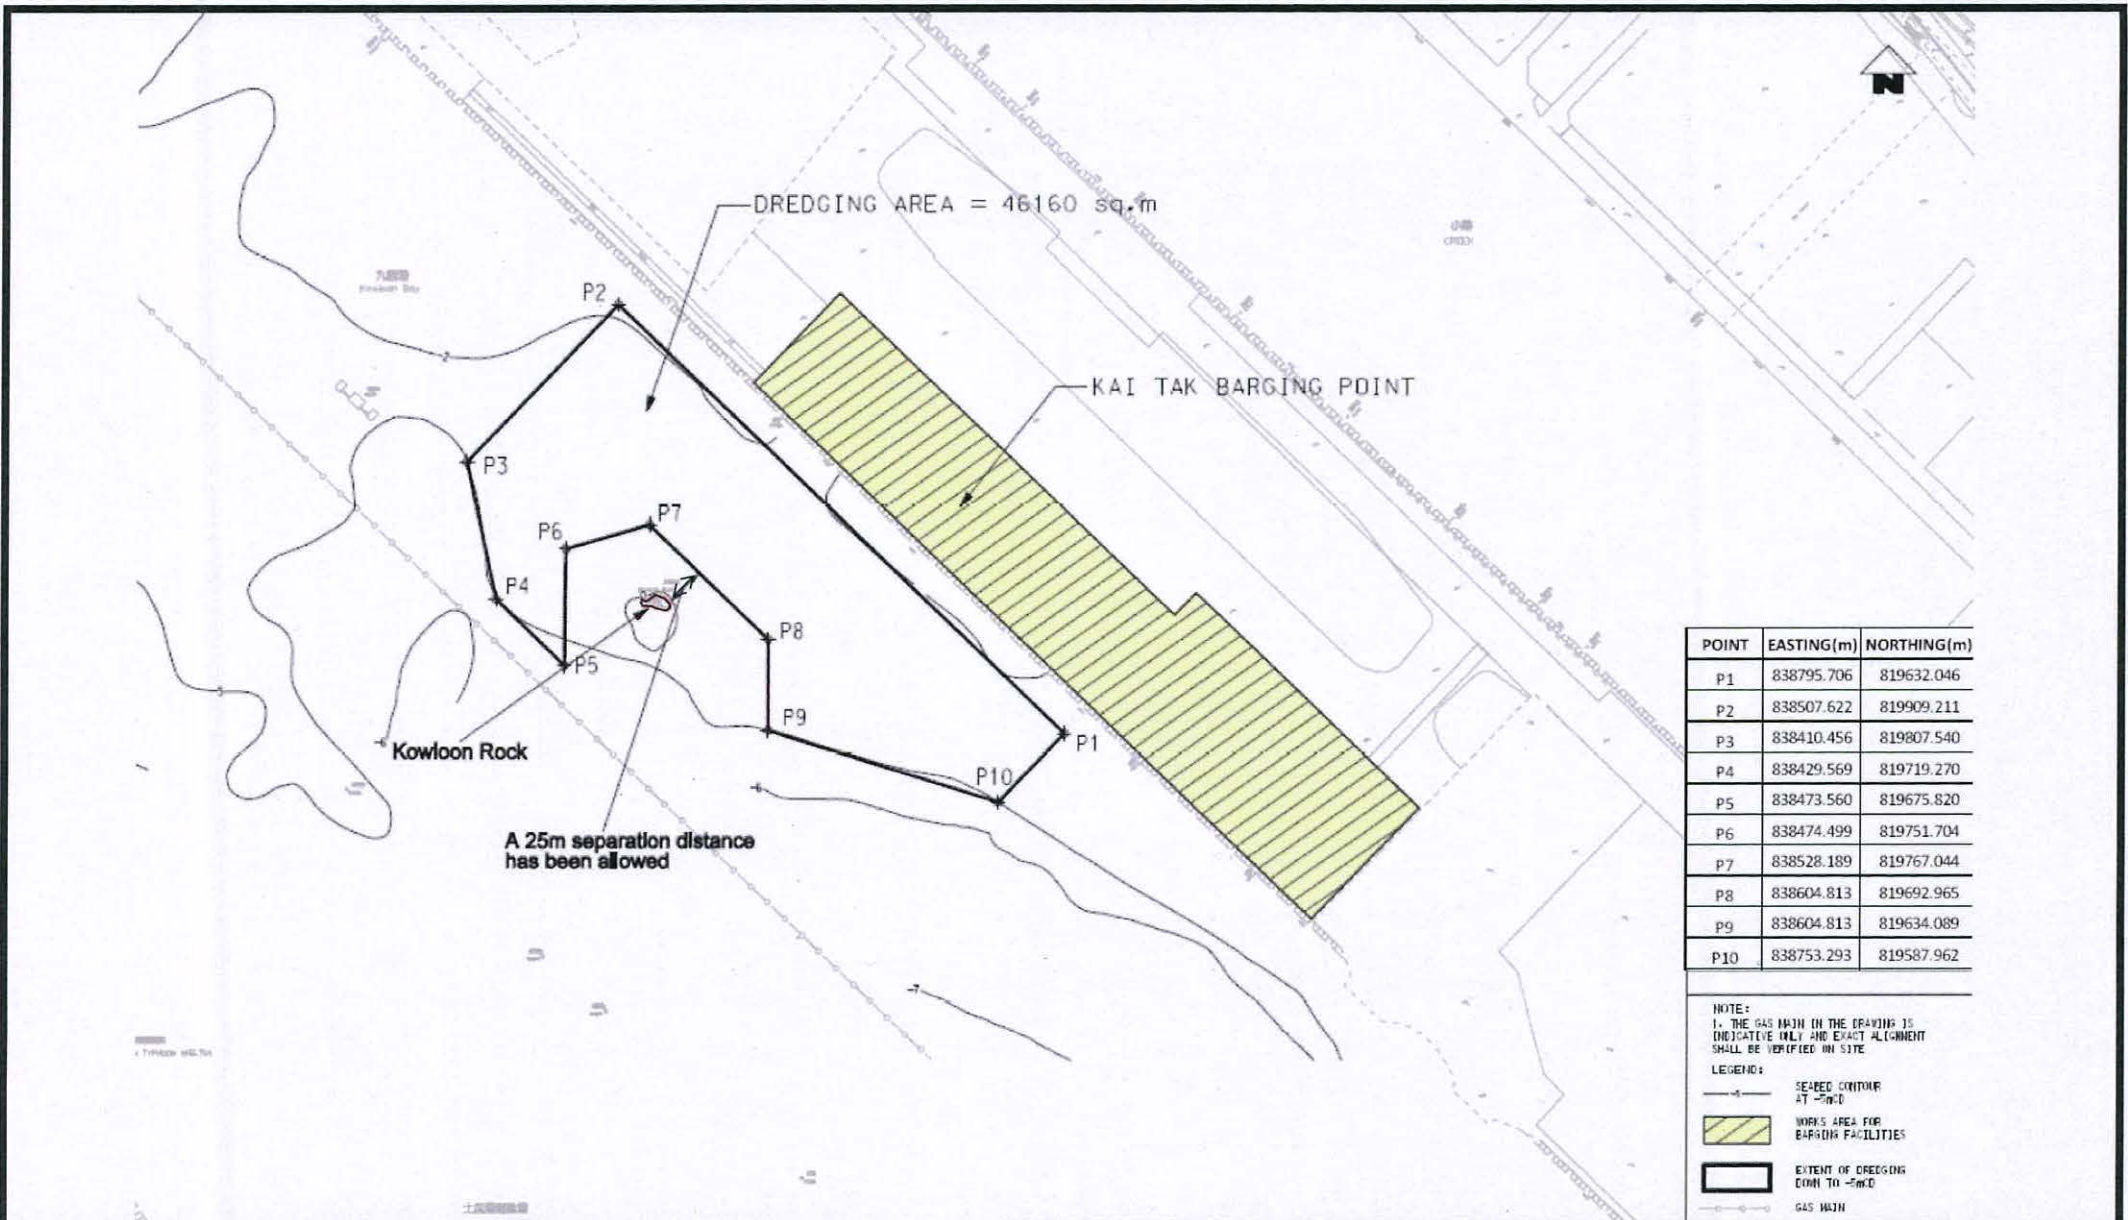 N
DREDGING AREA = 46160 sq.m
Kowloon Bay
P2
KAI TAK BARGING POINT
P3
P7
P6
P4
P8
P5
P9
P1
Kowloon Rock
P10
-6
A 25m separation distance
has been allowed
-7
POINT EASTING(m) NORTHING(m)
P1 838795.706 819632.046
P2 838507.622 819909.211
P3 838410.456 819807.540
P4 838429.569 819719.270
P5 838473.560 819675.820
P6 838474.499 819751.704
P7 838528.189 819767.044
P8 838604.813 819692.965
P9 838604.813 819634.089
P10 838753.293 819587.962
NOTE:
1. THE GAS MAIN IN THE DRAWING IS
INDICATIVE ONLY AND EXACT ALIGNMENT
SHALL BE VERIFIED ON SITE
LEGEND:
SEABED CONTOUR
AT -5mCD
WORKS AREA FOR
BARGING FACILITIES
EXTENT OF DREDGING
DOWN TO -5mCD
GAS MAIN